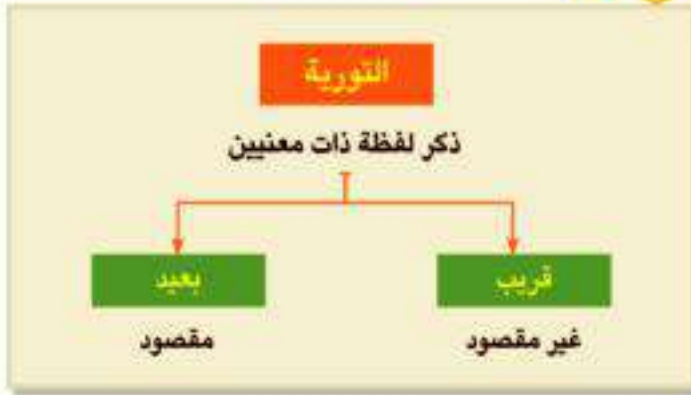 التورية
ذكر لفظة ذات معنيين
قريب
بعيد
غير مقصود
مقصود